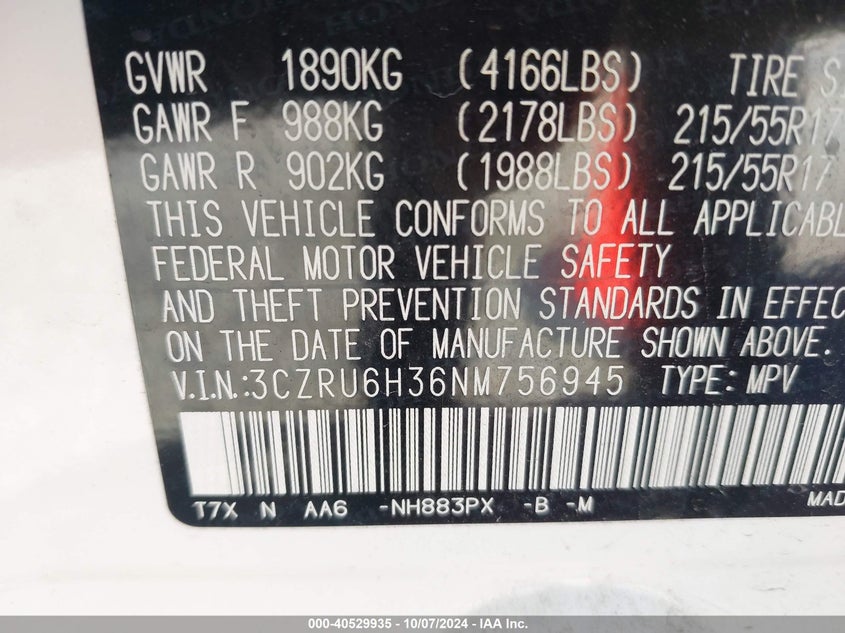 GVWR 1890KG (4166LBS) TIRE S
GAWR F 988KG (2178LBS) 215/55R17
GAWR R 902KG (1988LBS) 215/55R17
THIS VEHICLE CONFORMS TO ALL APPLICABL
FEDERAL MOTOR VEHICLE SAFETY
AND THEFT PREVENTION STANDARDS IN EFFEC
ON THE DATE OF MANUFACTURE SHOWN ABOVE.
V.I.N.:3CZRU6H36NM756945 TYPE: MPV
T7X N AA6 -NH883PX -B -M MAD
000-40529935 - 10/07/2024 - IAA Inc.